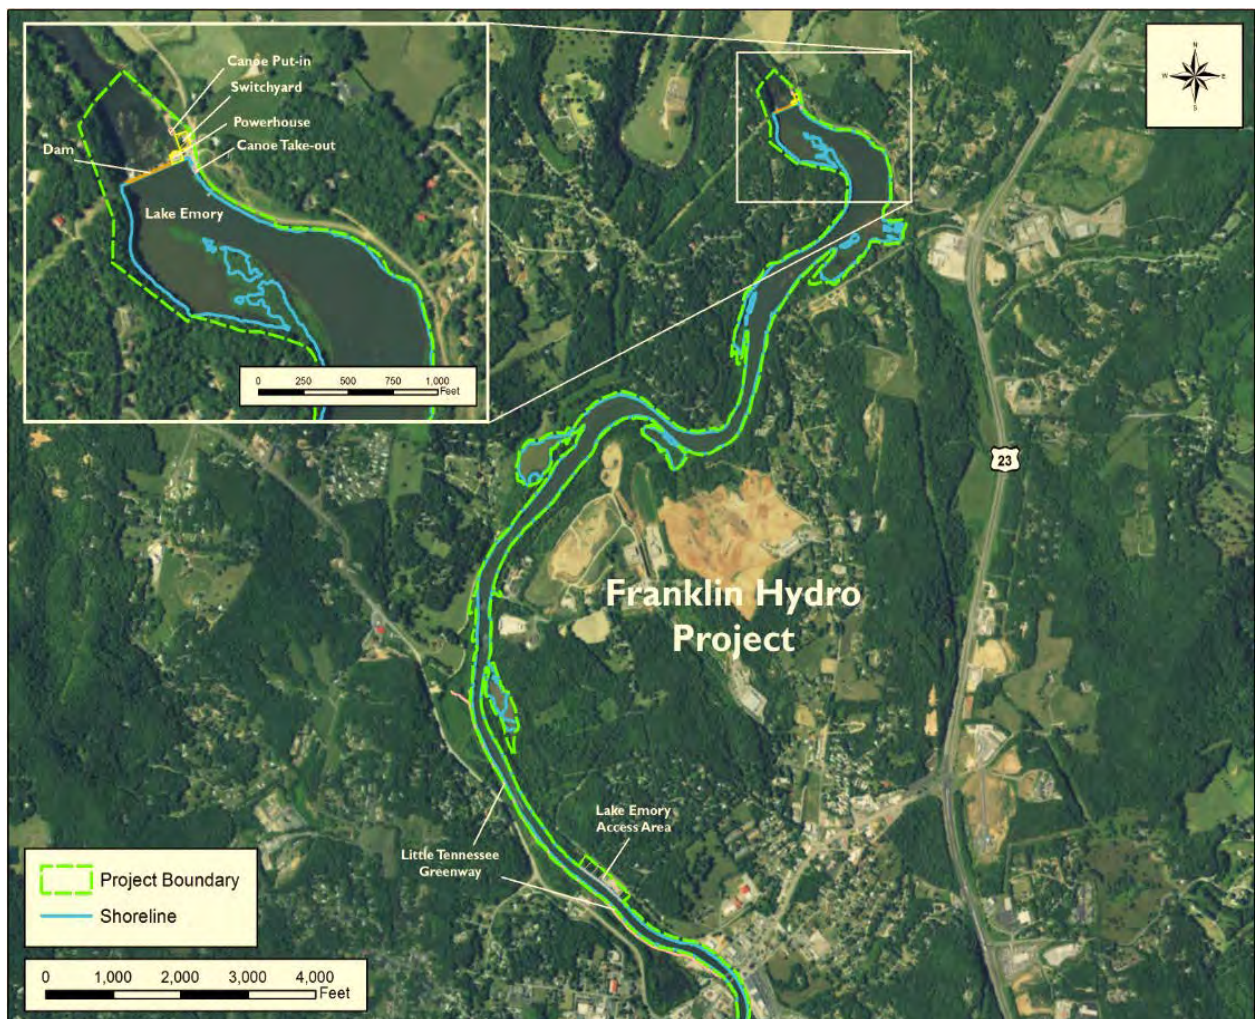 Canoe Put-in
Switchyard
Powerhouse
Canoe Take-out
Dam
Lake Emory
0 250 500 750 1,000
Feet
N
W E
S
23
Franklin Hydro
Project
Lake Emory
Access Area
Little Tennessee
Greenway
Project Boundary
Shoreline
0 1,000 2,000 3,000 4,000
Feet